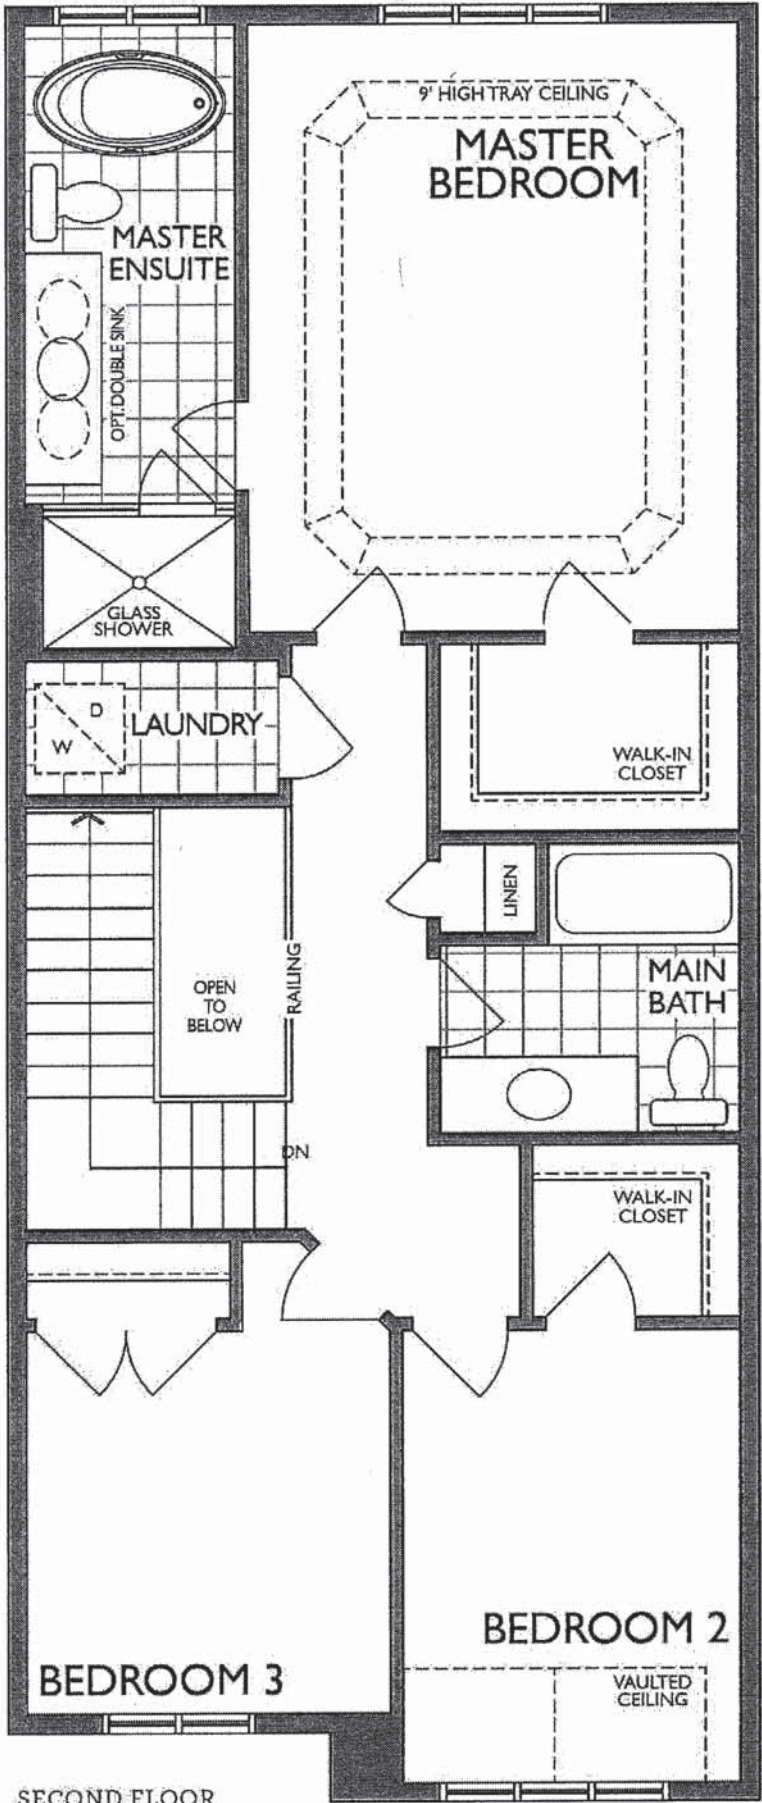 9' HIGH TRAY CEILING
MASTER
BEDROOM
MASTER
ENSUITE
OPT. DOUBLE SINK
GLASS
SHOWER
D
W
LAUNDRY
WALK-IN
CLOSET
LINEN
RAILING
OPEN
TO
BELOW
MAIN
BATH
DN
WALK-IN
CLOSET
BEDROOM 2
BEDROOM 3
VAULTED
CEILING
SECOND FLOOR